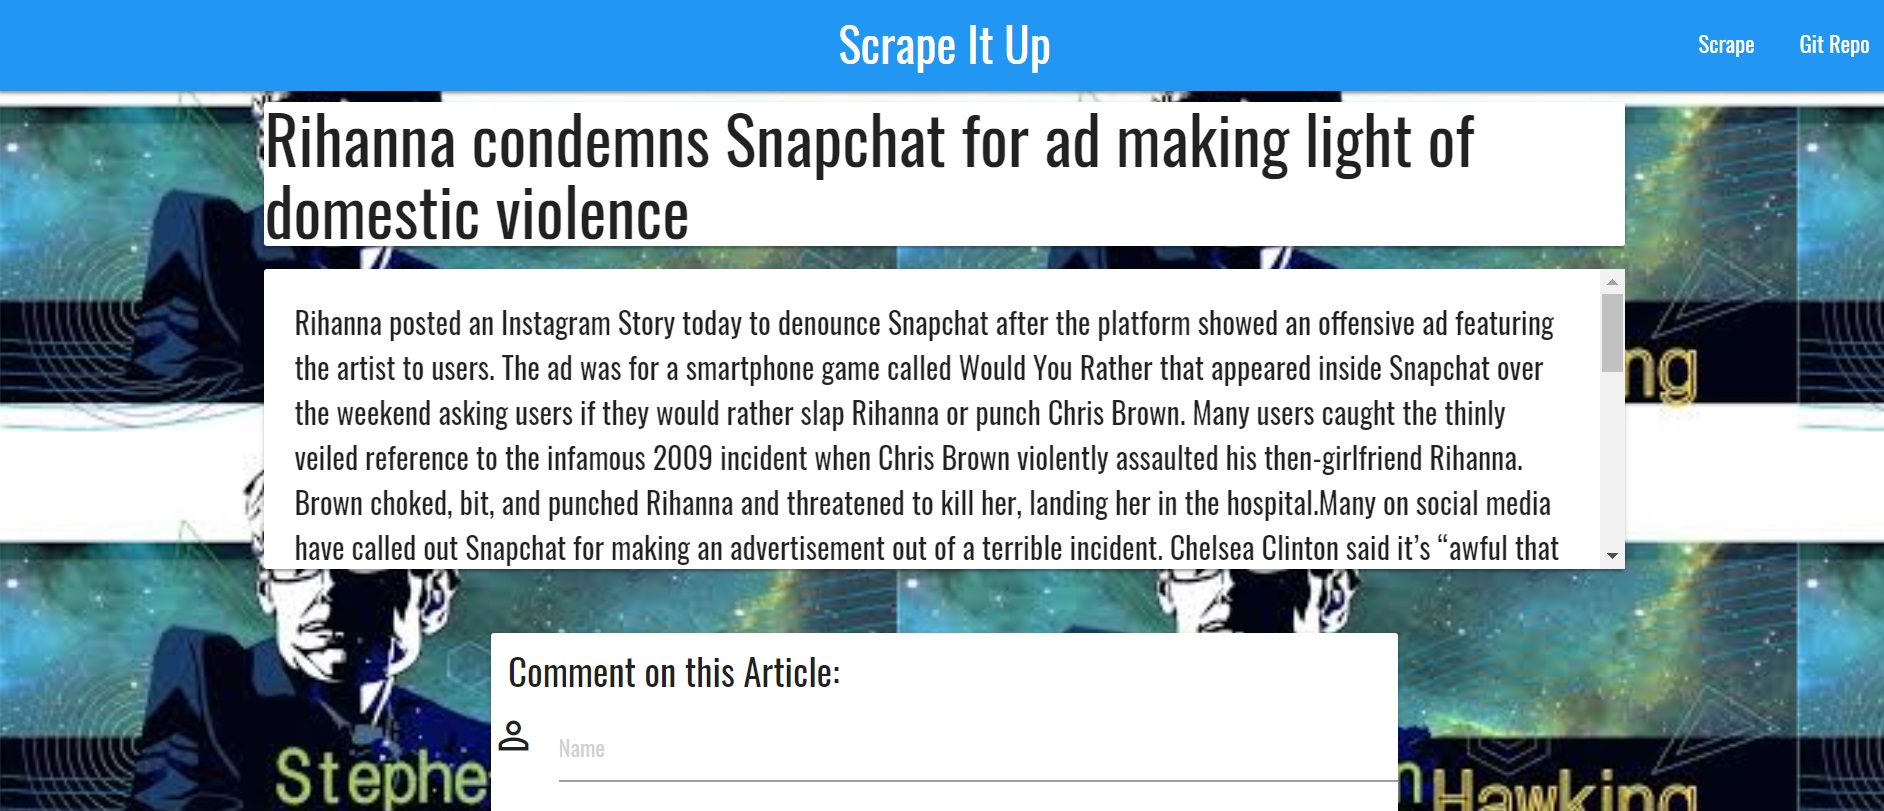 Scrape It Up
Scrape Git Repo
Rihanna condemns Snapchat for ad making light of
domestic violence
Rihanna posted an Instagram Story today to denounce Snapchat after the platform showed an offensive ad featuring
the artist to users. The ad was for a smartphone game called Would You Rather that appeared inside Snapchat over
the weekend asking users if they would rather slap Rihanna or punch Chris Brown. Many users caught the thinly
veiled reference to the infamous 2009 incident when Chris Brown violently assaulted his then-girlfriend Rihanna.
Brown choked, bit, and punched Rihanna and threatened to kill her, landing her in the hospital.Many on social media
have called out Snapchat for making an advertisement out of a terrible incident. Chelsea Clinton said it’s “awful that
ng
Comment on this Article:
Name
Stephe n Hawking